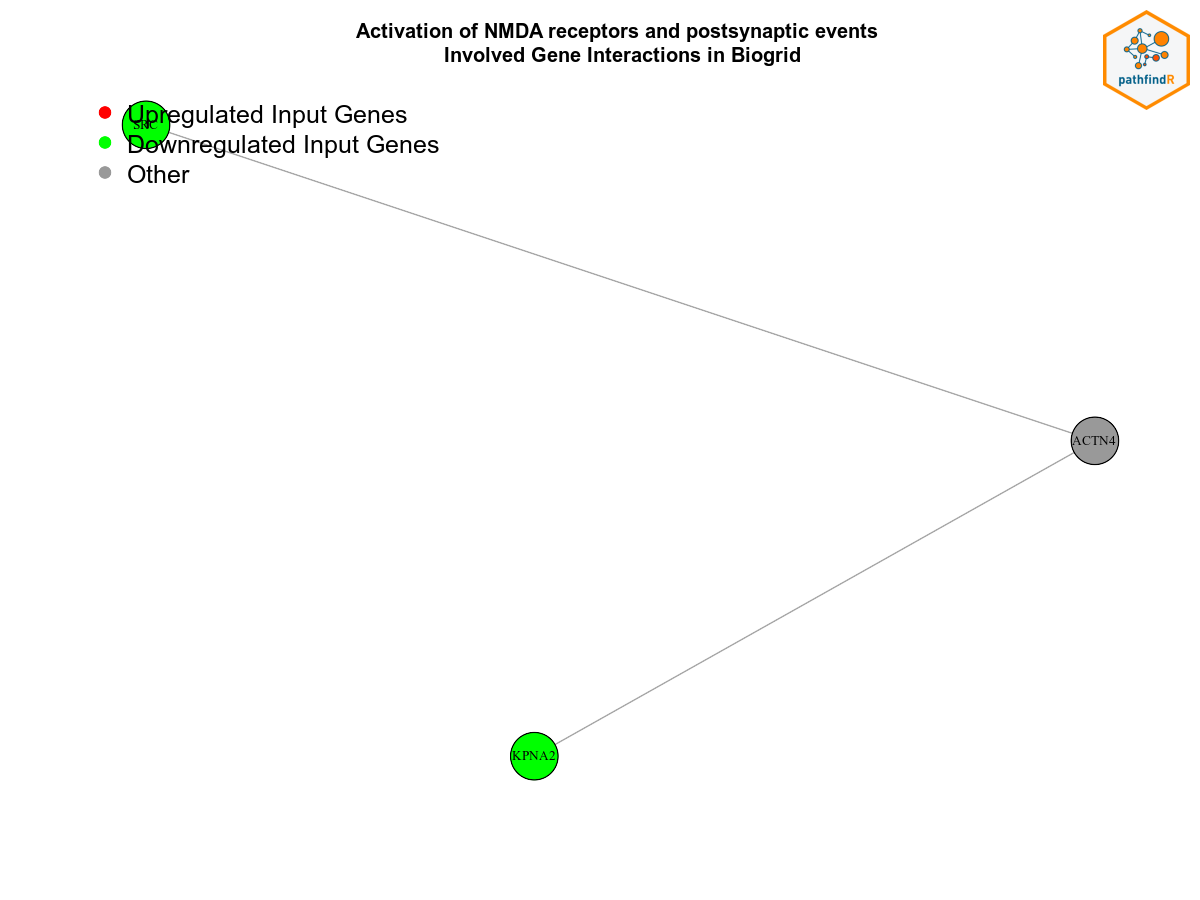 Activation of NMDA receptors and postsynaptic events
Involved Gene Interactions in Biogrid
pathfindR
Upregulated Input Genes
SRC
Downregulated Input Genes
Other
ACTN4
KPNA2